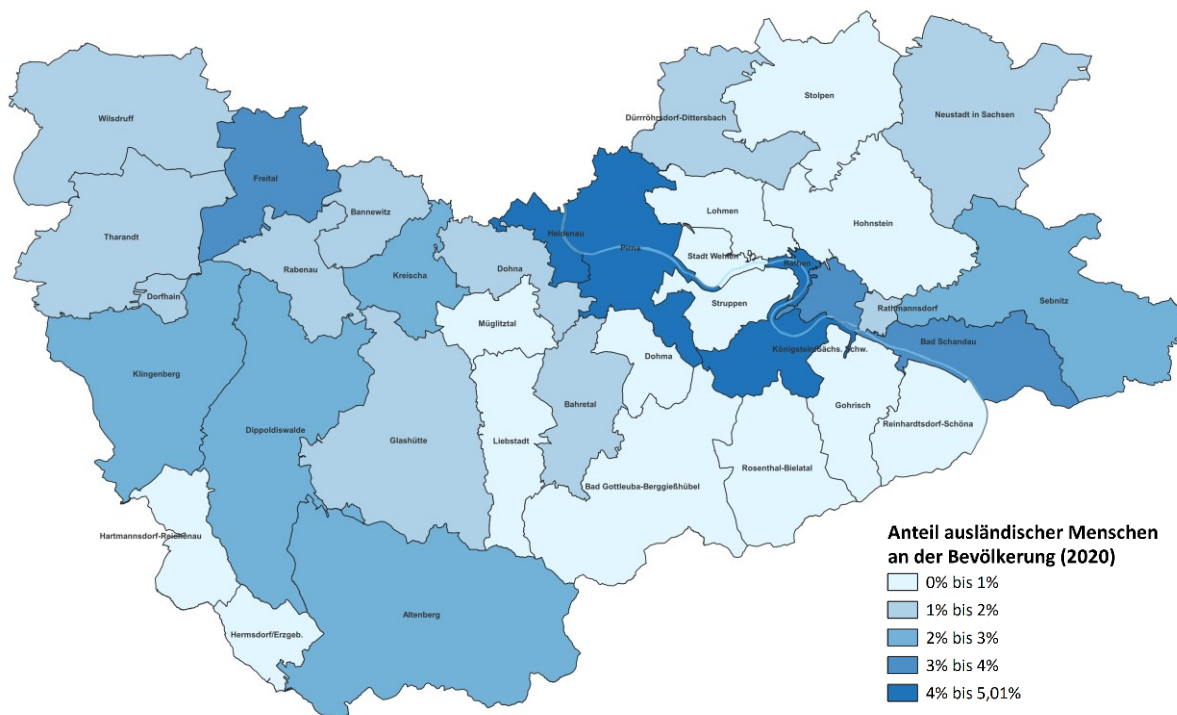 Stolpen
Wilsdruff
Dürrröhrsdorf-Dittersbach
Neustadt in Sachsen
Freital
Bannewitz
Lohmen
Hohnstein
Tharandt
Heidenau
Pirna
Stadt Wehlen
Rathen
Dohna
Rabenau
Kreischa
Dorfhain
Struppen
Rathmannsdorf
Sebnitz
Müglitztal
Bad Schandau
Königstein/Sächs. Schw.
Dohma
Klingenberg
Gohrisch
Bahretal
Reinhardtsdorf-Schöna
Dippoldiswalde
Glashütte
Liebstadt
Rosenthal-Bielatal
Bad Gottleuba-Berggießhübel
Hartmannsdorf-Reichenau
Altenberg
Hermsdorf/Erzgeb.
Anteil ausländischer Menschen
an der Bevölkerung (2020)
0% bis 1%
1% bis 2%
2% bis 3%
3% bis 4%
4% bis 5,01%